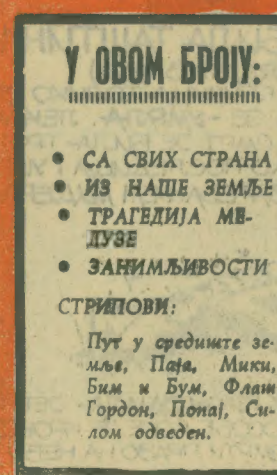 У ОВОМ БРОЈУ:
• СА СВИХ СТРАНА
• ИЗ НАШЕ ЗЕМЉЕ
• ТРАГЕДИЈА МЕ-
ДУЗЕ
• ЗАНИМЉИВОСТИ
СТРИПОВИ:
Пут у средиште зе-
мље, Паја, Мики,
Бим и Бум, Флаш
Гордон, Попај, Си-
лом одведен.